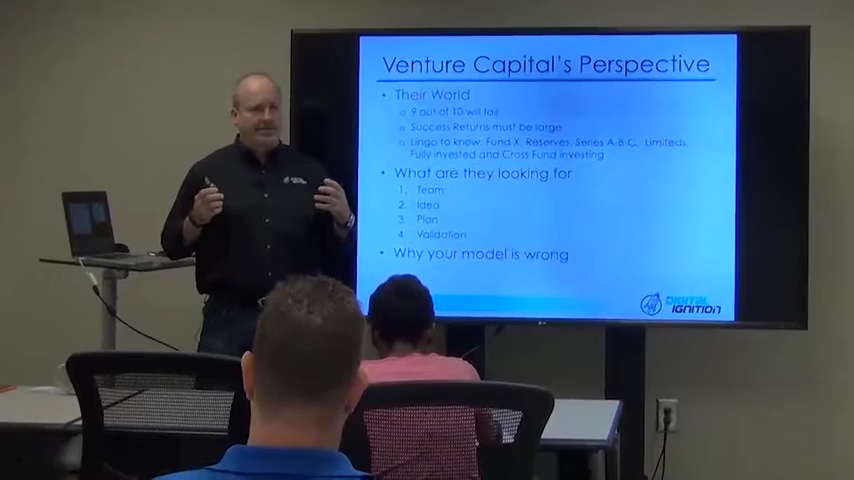 Venture Capital's Perspective
• Their World
o 9 out of 10 will fail
o Success Returns must be large
o Lingo to know: Fund X, Reserves, Series A-B-C, Limiteds,
Fully Invested and Cross Fund investing
• What are they looking for
1. Team
2. Idea
3. Plan
4. Validation
• Why your model is wrong
DIGITAL
IGNITION